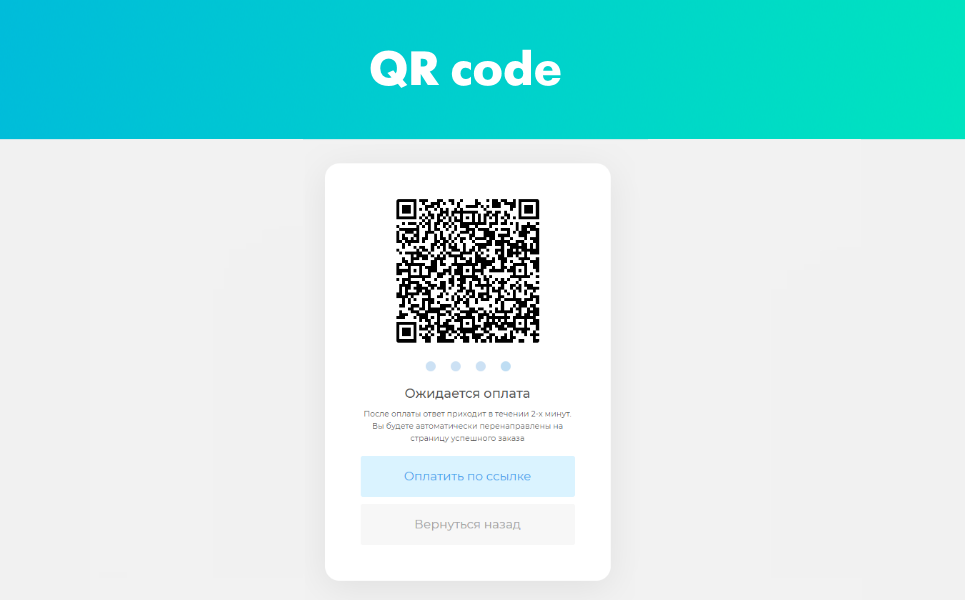 QR code
Ожидается оплата
После оплаты ответ приходит в течении 2-х минут.
Вы будете автоматически перенаправлены на
страницу успешного заказа
Оплатить по ссылке
Вернуться назад